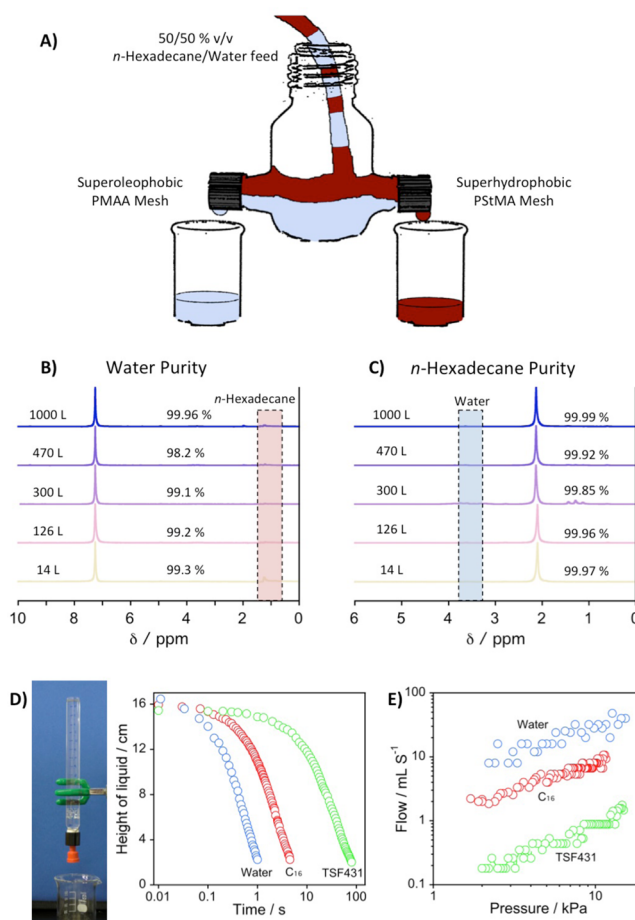 A)
50/50 % v/v
n-Hexadecane/Water feed
Superoleophobic
PMAA Mesh
Superhydrophobic
PStMA Mesh
B)
Water Purity
n-Hexadecane
1000 L
99.96 %
470 L
98.2 %
300 L
99.1 %
126 L
99.2 %
14 L
99.3 %
10
8
6
4
2
0
δ / ppm
C)
n-Hexadecane Purity
Water
1000 L
99.99 %
470 L
99.92 %
300 L
99.85 %
126 L
99.96 %
14 L
99.97 %
6
5
4
3
2
1
0
δ / ppm
D)
Height of liquid / cm
16
12
8
4
0
Water
C₁₆
TSF431
0.01
0.1
1
10
100
Time / s
E)
Flow / mL S⁻¹
100
10
1
0.1
Water
C₁₆
TSF431
1
10
Pressure / kPa